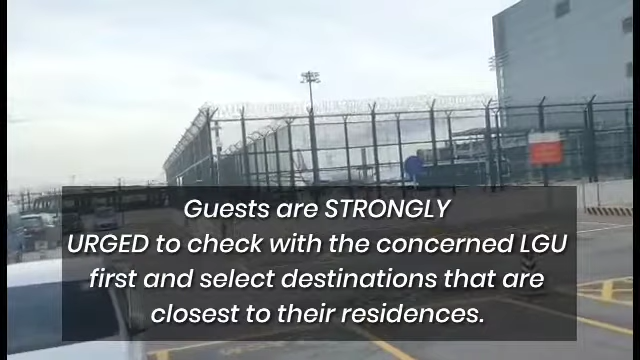 Guests are STRONGLY
URGED to check with the concerned LGU
first and select destinations that are
closest to their residences.